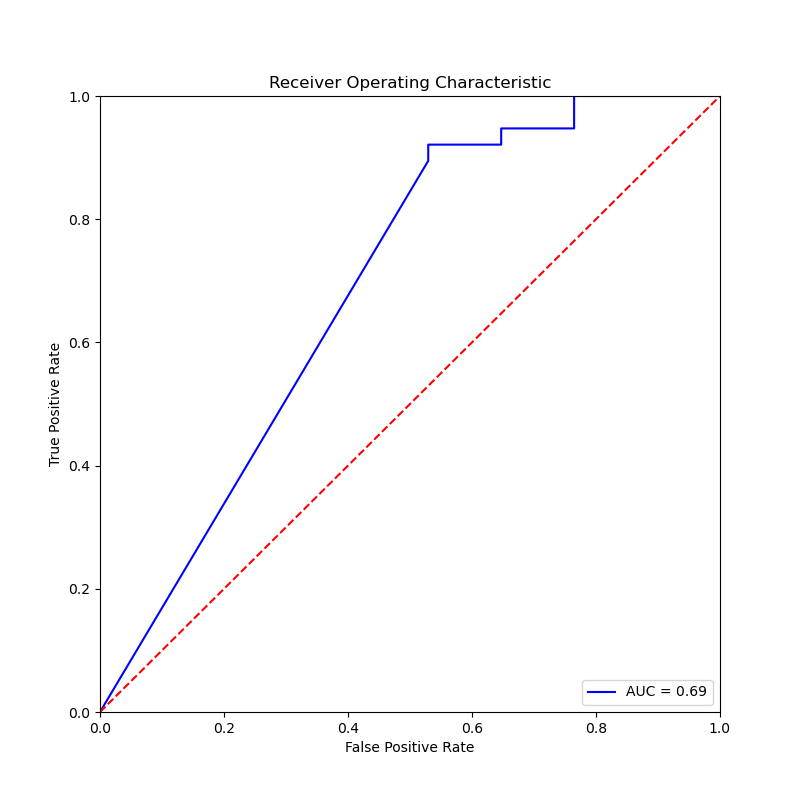 Receiver Operating Characteristic
1.0
0.8
0.6
0.4
0.2
0.0
True Positive Rate
0.0 0.2 0.4 0.6 0.8 1.0
False Positive Rate
AUC = 0.69